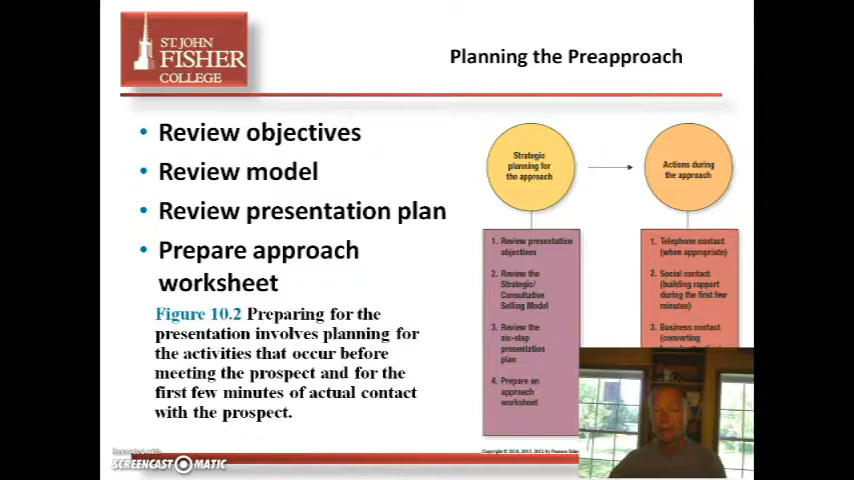 ST. JOHN
FISHER
COLLEGE
Planning the Preapproach
• Review objectives
• Review model
• Review presentation plan
• Prepare approach
worksheet
Figure 10.2 Preparing for the
presentation involves planning for
the activities that occur before
meeting the prospect and for the
first few minutes of actual contact
with the prospect.
Strategic
planning for
the approach
Actions during
the approach
1. Review presentation
objectives
2. Review the
Strategic/
Consultative
Selling Model
3. Review the
six-step
presentation
plan
4. Prepare an
approach
worksheet
1. Telephone contact
(when appropriate)
2. Social contact
(building rapport
during the first few
minutes)
3. Business contact
(converting
Recorded with
SCREENCAST-O-MATIC